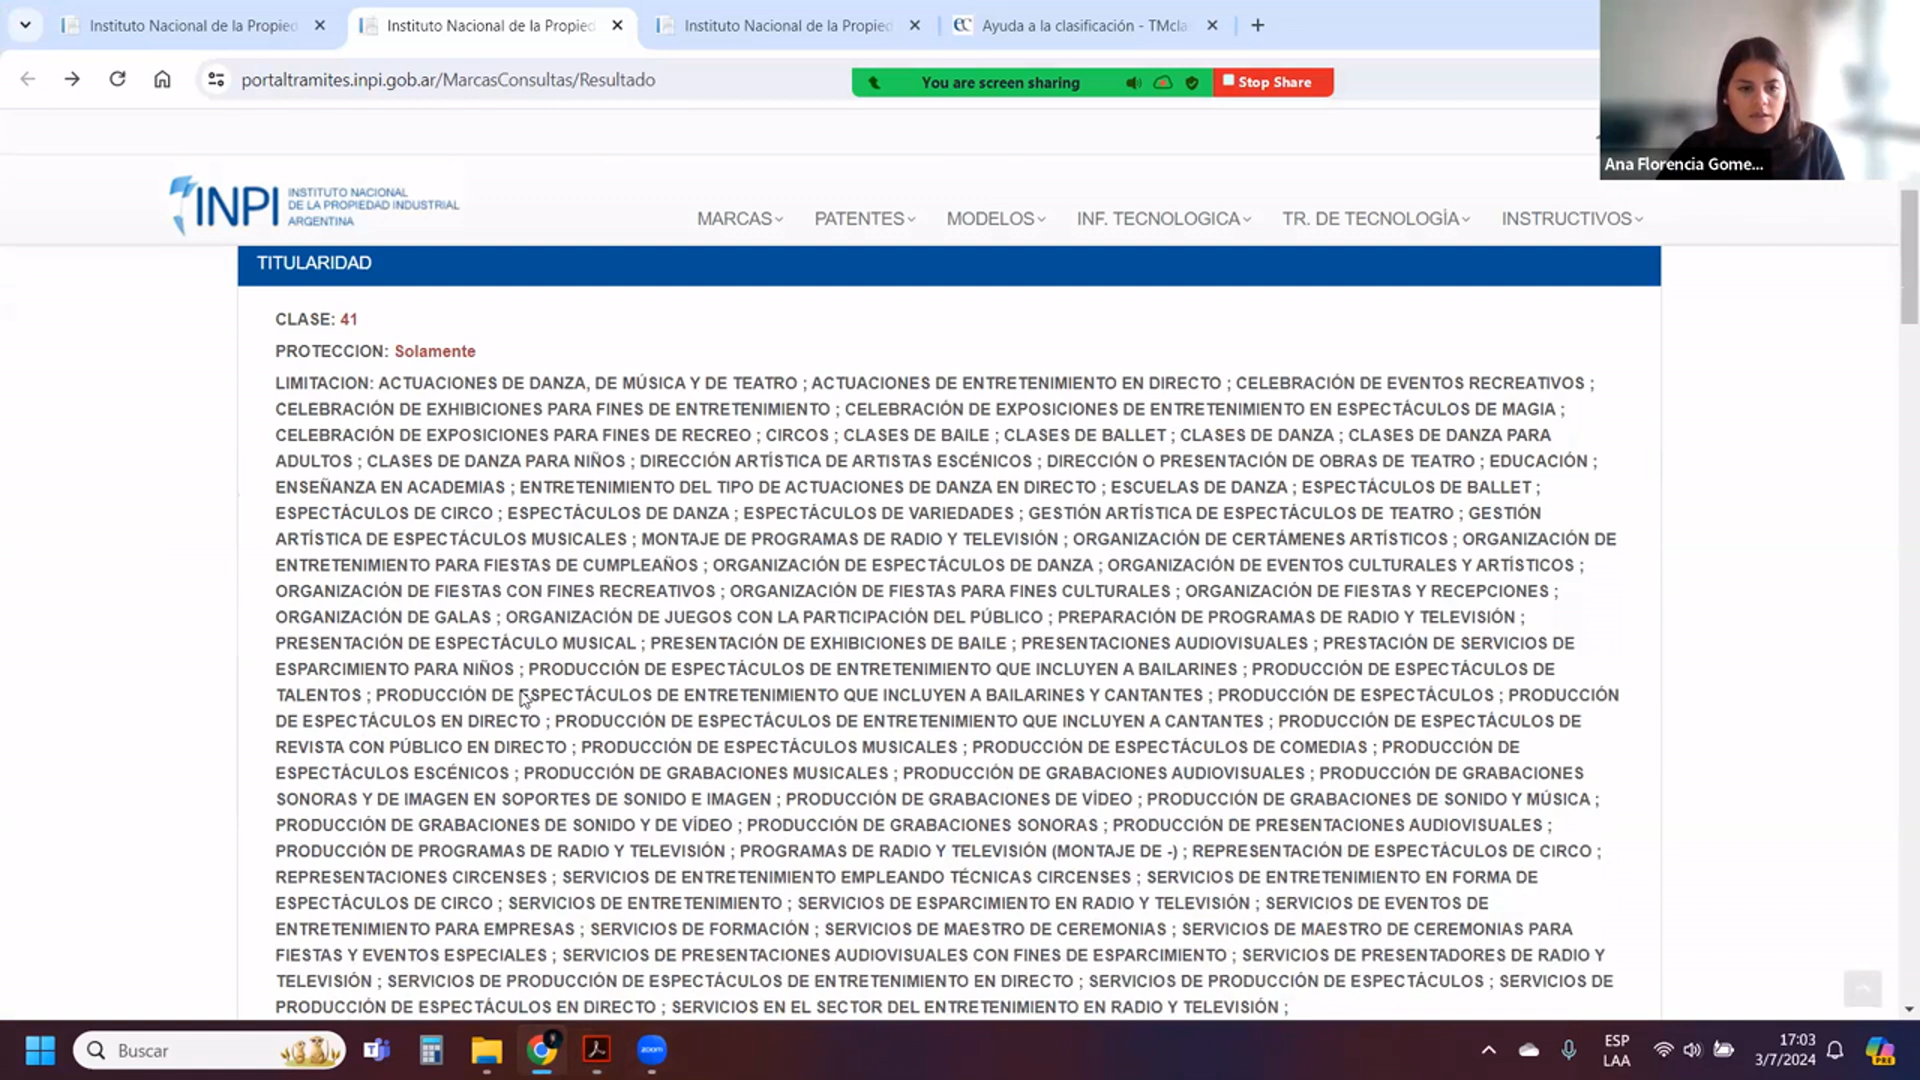 Instituto Nacional de la Propied
Instituto Nacional de la Propied
Instituto Nacional de la Propied
Ayuda a la clasificación - TMcla
portaltramites.inpi.gob.ar/MarcasConsultas/Resultado
You are screen sharing
Stop Share
Ana Florencia Gome...
INPI
INSTITUTO NACIONAL
DE LA PROPIEDAD INDUSTRIAL
ARGENTINA
MARCAS
PATENTES
MODELOS
INF. TECNOLOGICA
TR. DE TECNOLOGÍA
INSTRUCTIVOS
TITULARIDAD
CLASE: 41
PROTECCION: Solamente
LIMITACION: ACTUACIONES DE DANZA, DE MÚSICA Y DE TEATRO ; ACTUACIONES DE ENTRETENIMIENTO EN DIRECTO ; CELEBRACIÓN DE EVENTOS RECREATIVOS ;
CELEBRACIÓN DE EXHIBICIONES PARA FINES DE ENTRETENIMIENTO ; CELEBRACIÓN DE EXPOSICIONES DE ENTRETENIMIENTO EN ESPECTÁCULOS DE MAGIA ;
CELEBRACIÓN DE EXPOSICIONES PARA FINES DE RECREO ; CIRCOS ; CLASES DE BAILE ; CLASES DE BALLET ; CLASES DE DANZA ; CLASES DE DANZA PARA
ADULTOS ; CLASES DE DANZA PARA NIÑOS ; DIRECCIÓN ARTÍSTICA DE ARTISTAS ESCÉNICOS ; DIRECCIÓN O PRESENTACIÓN DE OBRAS DE TEATRO ; EDUCACIÓN ;
ENSEÑANZA EN ACADEMIAS ; ENTRETENIMIENTO DEL TIPO DE ACTUACIONES DE DANZA EN DIRECTO ; ESCUELAS DE DANZA ; ESPECTÁCULOS DE BALLET ;
ESPECTÁCULOS DE CIRCO ; ESPECTÁCULOS DE DANZA ; ESPECTÁCULOS DE VARIEDADES ; GESTIÓN ARTÍSTICA DE ESPECTÁCULOS DE TEATRO ; GESTIÓN
ARTÍSTICA DE ESPECTÁCULOS MUSICALES ; MONTAJE DE PROGRAMAS DE RADIO Y TELEVISIÓN ; ORGANIZACIÓN DE CERTÁMENES ARTÍSTICOS ; ORGANIZACIÓN DE
ENTRETENIMIENTO PARA FIESTAS DE CUMPLEAÑOS ; ORGANIZACIÓN DE ESPECTÁCULOS DE DANZA ; ORGANIZACIÓN DE EVENTOS CULTURALES Y ARTÍSTICOS ;
ORGANIZACIÓN DE FIESTAS CON FINES RECREATIVOS ; ORGANIZACIÓN DE FIESTAS PARA FINES CULTURALES ; ORGANIZACIÓN DE FIESTAS Y RECEPCIONES ;
ORGANIZACIÓN DE GALAS ; ORGANIZACIÓN DE JUEGOS CON LA PARTICIPACIÓN DEL PÚBLICO ; PREPARACIÓN DE PROGRAMAS DE RADIO Y TELEVISIÓN ;
PRESENTACIÓN DE ESPECTÁCULO MUSICAL ; PRESENTACIÓN DE EXHIBICIONES DE BAILE ; PRESENTACIONES AUDIOVISUALES ; PRESTACIÓN DE SERVICIOS DE
ESPARCIMIENTO PARA NIÑOS ; PRODUCCIÓN DE ESPECTÁCULOS DE ENTRETENIMIENTO QUE INCLUYEN A BAILARINES ; PRODUCCIÓN DE ESPECTÁCULOS DE
TALENTOS ; PRODUCCIÓN DE ESPECTÁCULOS DE ENTRETENIMIENTO QUE INCLUYEN A BAILARINES Y CANTANTES ; PRODUCCIÓN DE ESPECTÁCULOS ; PRODUCCIÓN
DE ESPECTÁCULOS EN DIRECTO ; PRODUCCIÓN DE ESPECTÁCULOS DE ENTRETENIMIENTO QUE INCLUYEN A CANTANTES ; PRODUCCIÓN DE ESPECTÁCULOS DE
REVISTA CON PÚBLICO EN DIRECTO ; PRODUCCIÓN DE ESPECTÁCULOS MUSICALES ; PRODUCCIÓN DE ESPECTÁCULOS DE COMEDIAS ; PRODUCCIÓN DE
ESPECTÁCULOS ESCÉNICOS ; PRODUCCIÓN DE GRABACIONES MUSICALES ; PRODUCCIÓN DE GRABACIONES AUDIOVISUALES ; PRODUCCIÓN DE GRABACIONES
SONORAS Y DE IMAGEN EN SOPORTES DE SONIDO E IMAGEN ; PRODUCCIÓN DE GRABACIONES DE VÍDEO ; PRODUCCIÓN DE GRABACIONES DE SONIDO Y MÚSICA ;
PRODUCCIÓN DE GRABACIONES DE SONIDO Y DE VÍDEO ; PRODUCCIÓN DE GRABACIONES SONORAS ; PRODUCCIÓN DE PRESENTACIONES AUDIOVISUALES ;
PRODUCCIÓN DE PROGRAMAS DE RADIO Y TELEVISIÓN ; PROGRAMAS DE RADIO Y TELEVISIÓN (MONTAJE DE -) ; REPRESENTACIÓN DE ESPECTÁCULOS DE CIRCO ;
REPRESENTACIONES CIRCENSES ; SERVICIOS DE ENTRETENIMIENTO EMPLEANDO TÉCNICAS CIRCENSES ; SERVICIOS DE ENTRETENIMIENTO EN FORMA DE
ESPECTÁCULOS DE CIRCO ; SERVICIOS DE ENTRETENIMIENTO ; SERVICIOS DE ESPARCIMIENTO EN RADIO Y TELEVISIÓN ; SERVICIOS DE EVENTOS DE
ENTRETENIMIENTO PARA EMPRESAS ; SERVICIOS DE FORMACIÓN ; SERVICIOS DE MAESTRO DE CEREMONIAS ; SERVICIOS DE MAESTRO DE CEREMONIAS PARA
FIESTAS Y EVENTOS ESPECIALES ; SERVICIOS DE PRESENTACIONES AUDIOVISUALES CON FINES DE ESPARCIMIENTO ; SERVICIOS DE PRESENTADORES DE RADIO Y
TELEVISIÓN ; SERVICIOS DE PRODUCCIÓN DE ESPECTÁCULOS DE ENTRETENIMIENTO EN DIRECTO ; SERVICIOS DE PRODUCCIÓN DE ESPECTÁCULOS ; SERVICIOS DE
PRODUCCIÓN DE ESPECTÁCULOS EN DIRECTO ; SERVICIOS EN EL SECTOR DEL ENTRETENIMIENTO EN RADIO Y TELEVISIÓN ;
Buscar
zoom
ESP
LAA
17:03
3/7/2024
PRE